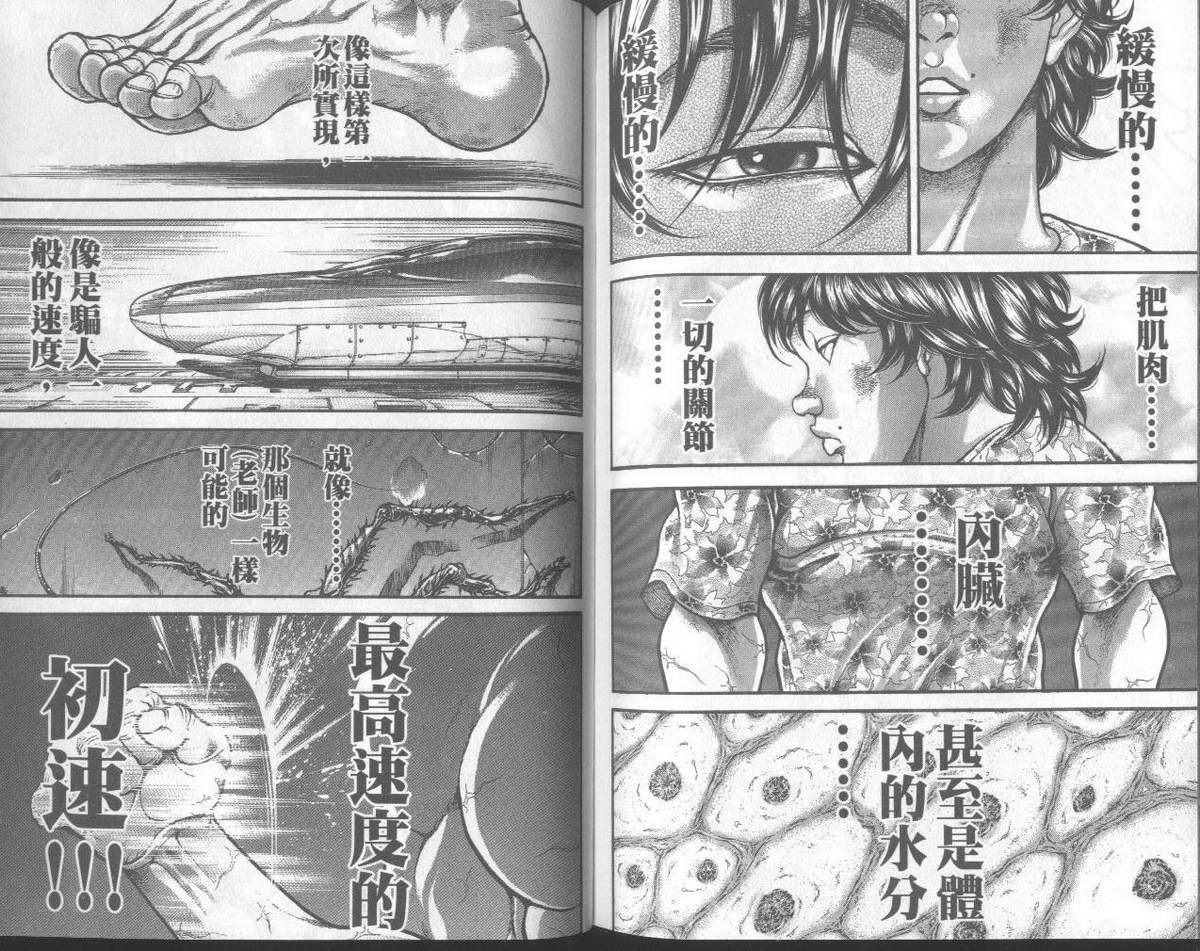 緩慢的……
緩慢的……
把肌肉……
一切的關節
……
內臟
……
甚至是體
內的水分
……
像這樣第一
次所實現，
像是騙人一
般的速度，
就像……
那個生物
（老師）一樣
可能的
最高速度的
初速!!!